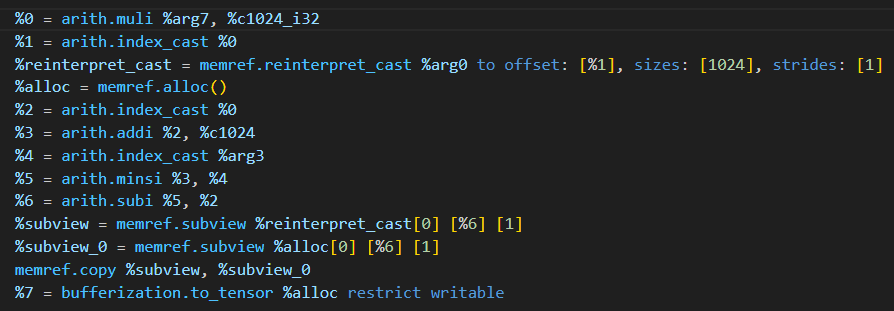 %0 = arith.muli %arg7, %c1024_i32
%1 = arith.index_cast %0
%reinterpret_cast = memref.reinterpret_cast %arg0 to offset: [%1], sizes: [1024], strides: [1]
%alloc = memref.alloc()
%2 = arith.index_cast %0
%3 = arith.addi %2, %c1024
%4 = arith.index_cast %arg3
%5 = arith.minsi %3, %4
%6 = arith.subi %5, %2
%subview = memref.subview %reinterpret_cast[0] [%6] [1]
%subview_0 = memref.subview %alloc[0] [%6] [1]
memref.copy %subview, %subview_0
%7 = bufferization.to_tensor %alloc restrict writable